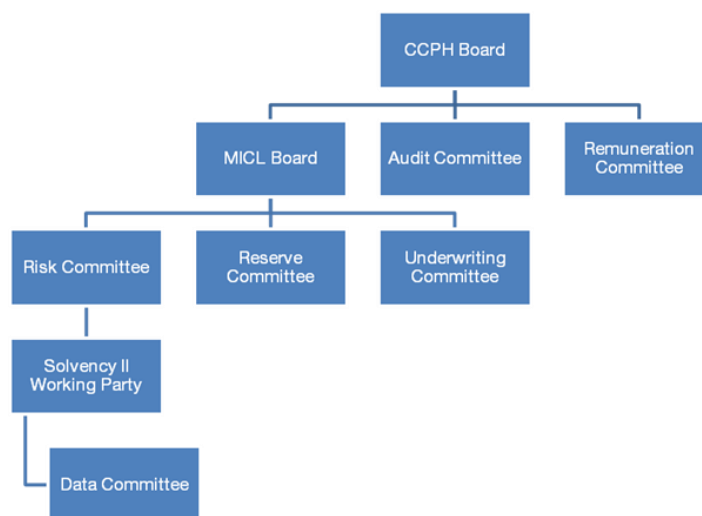 CCPH Board
MICL Board
Audit Committee
Remuneration
Committee
Risk Committee
Reserve
Committee
Underwriting
Committee
Solvency II
Working Party
Data Committee